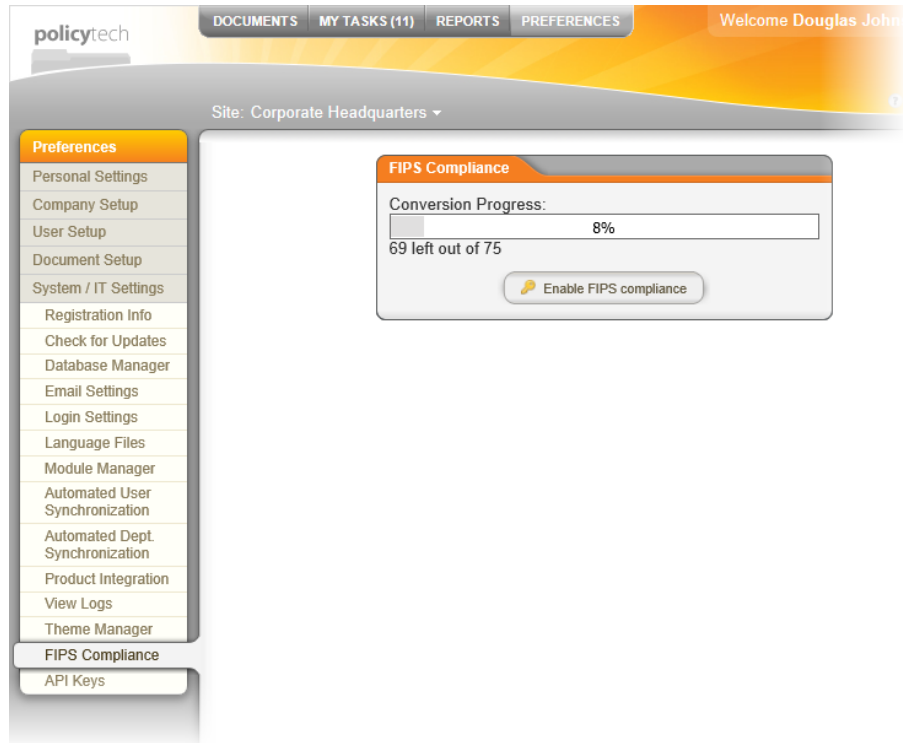 policytech
DOCUMENTS MY TASKS (11) REPORTS PREFERENCES
Welcome Douglas John
Site: Corporate Headquarters
Preferences
Personal Settings
Company Setup
User Setup
Document Setup
System / IT Settings
Registration Info
Check for Updates
Database Manager
Email Settings
Login Settings
Language Files
Module Manager
Automated User
Synchronization
Automated Dept.
Synchronization
Product Integration
View Logs
Theme Manager
FIPS Compliance
API Keys
FIPS Compliance
Conversion Progress:
8%
69 left out of 75
Enable FIPS compliance